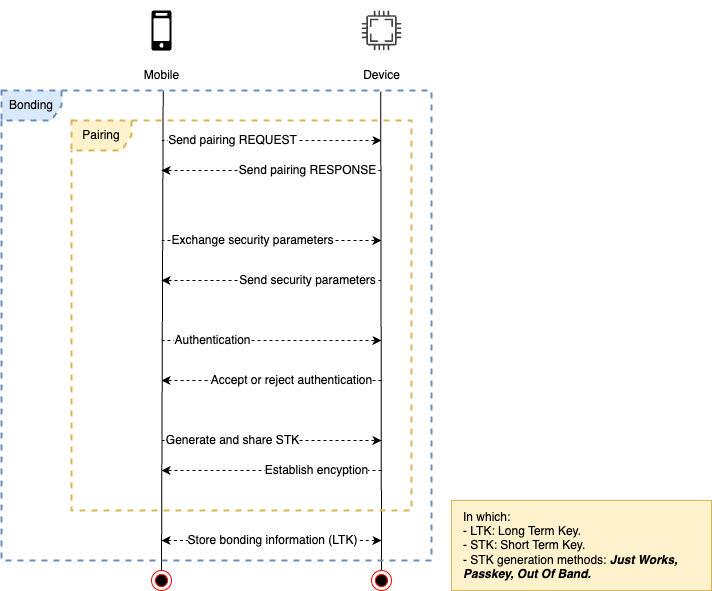 Mobile
Device
Bonding
Pairing
Send pairing REQUEST
Send pairing RESPONSE
Exchange security parameters
Send security parameters
Authentication
Accept or reject authentication
Generate and share STK
Establish encyption
Store bonding information (LTK)
In which:
- LTK: Long Term Key.
- STK: Short Term Key.
- STK generation methods: Just Works,
Passkey, Out Of Band.